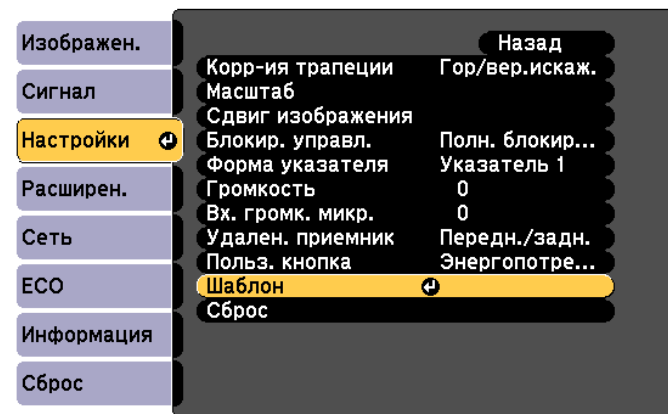 Изображен.
Сигнал
Настройки
Расширен.
Сеть
ECO
Информация
Сброс
Назад
Корр-ия трапеции Гор/вер.искаж.
Масштаб
Сдвиг изображения
Блокир. управл. Полн. блокир...
Форма указателя Указатель 1
Громкость 0
Вх. громк. микр. 0
Удален. приемник Передн./задн.
Польз. кнопка Энергопотре...
Шаблон
Сброс